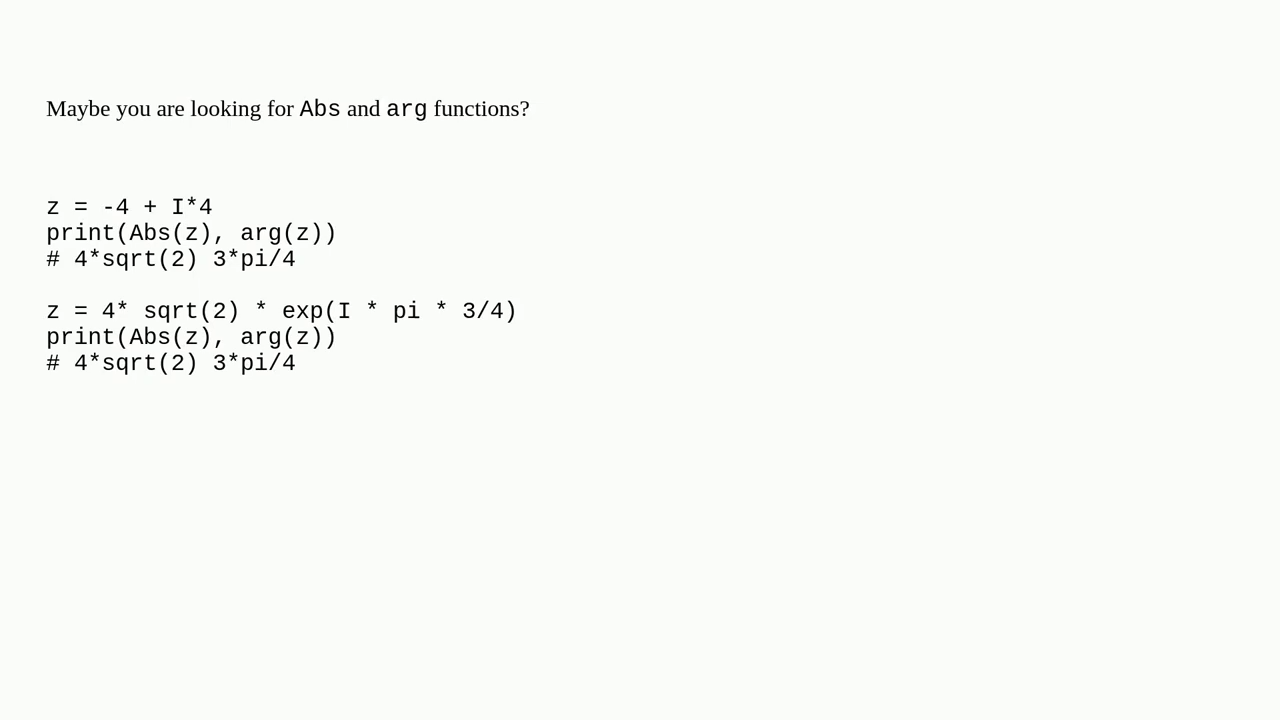 Maybe you are looking for Abs and arg functions?
z = -4 + I*4
print(Abs(z), arg(z))
# 4*sqrt(2) 3*pi/4
z = 4* sqrt(2) * exp(I * pi * 3/4)
print(Abs(z), arg(z))
# 4*sqrt(2) 3*pi/4